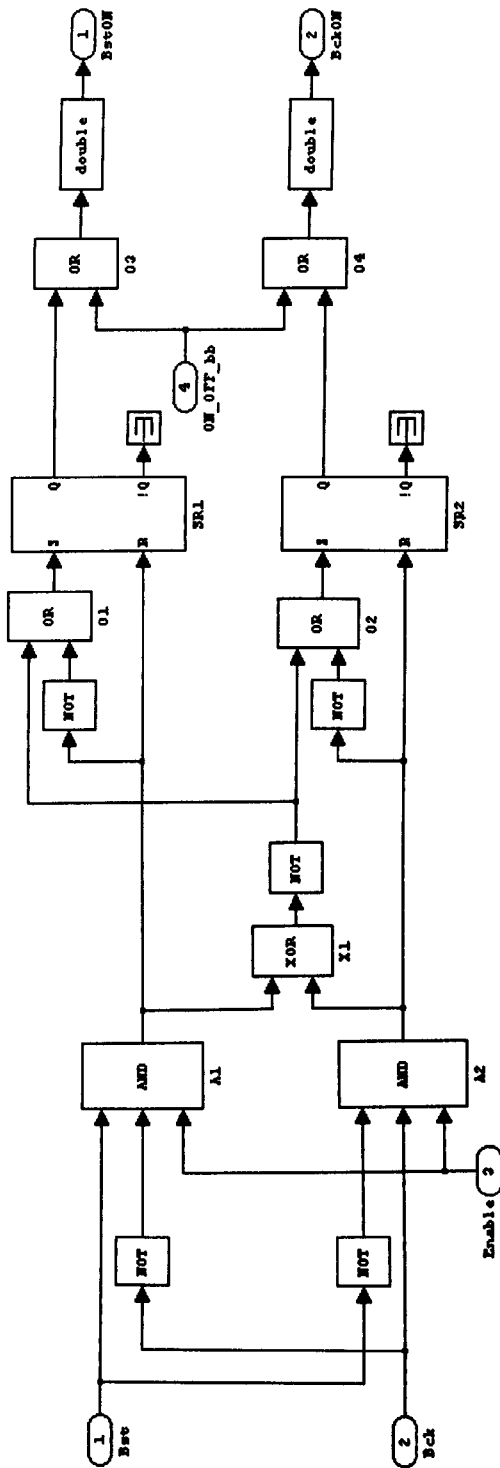 1
Bst
2
Bck
NOT
NOT
Enable
3
AND
A1
AND
A2
XOR
X1
NOT
NOT
OR
O1
NOT
OR
O2
S
R
Q
!Q
SR1
S
R
Q
!Q
SR2
4
ON_OFF_bb
OR
O3
OR
O4
double
double
1
BstON
2
BckON